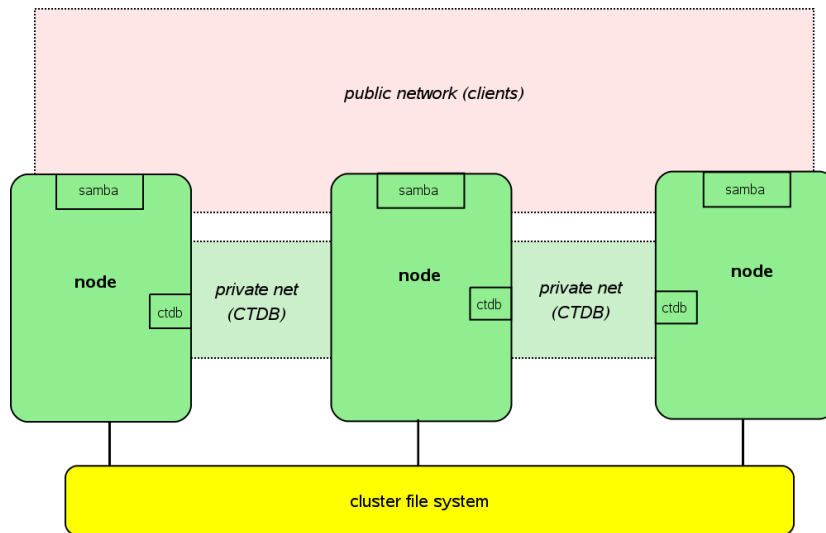 public network (clients)
samba
samba
samba
node
node
node
private net
(CTDB)
private net
(CTDB)
ctdb
ctdb
ctdb
cluster file system